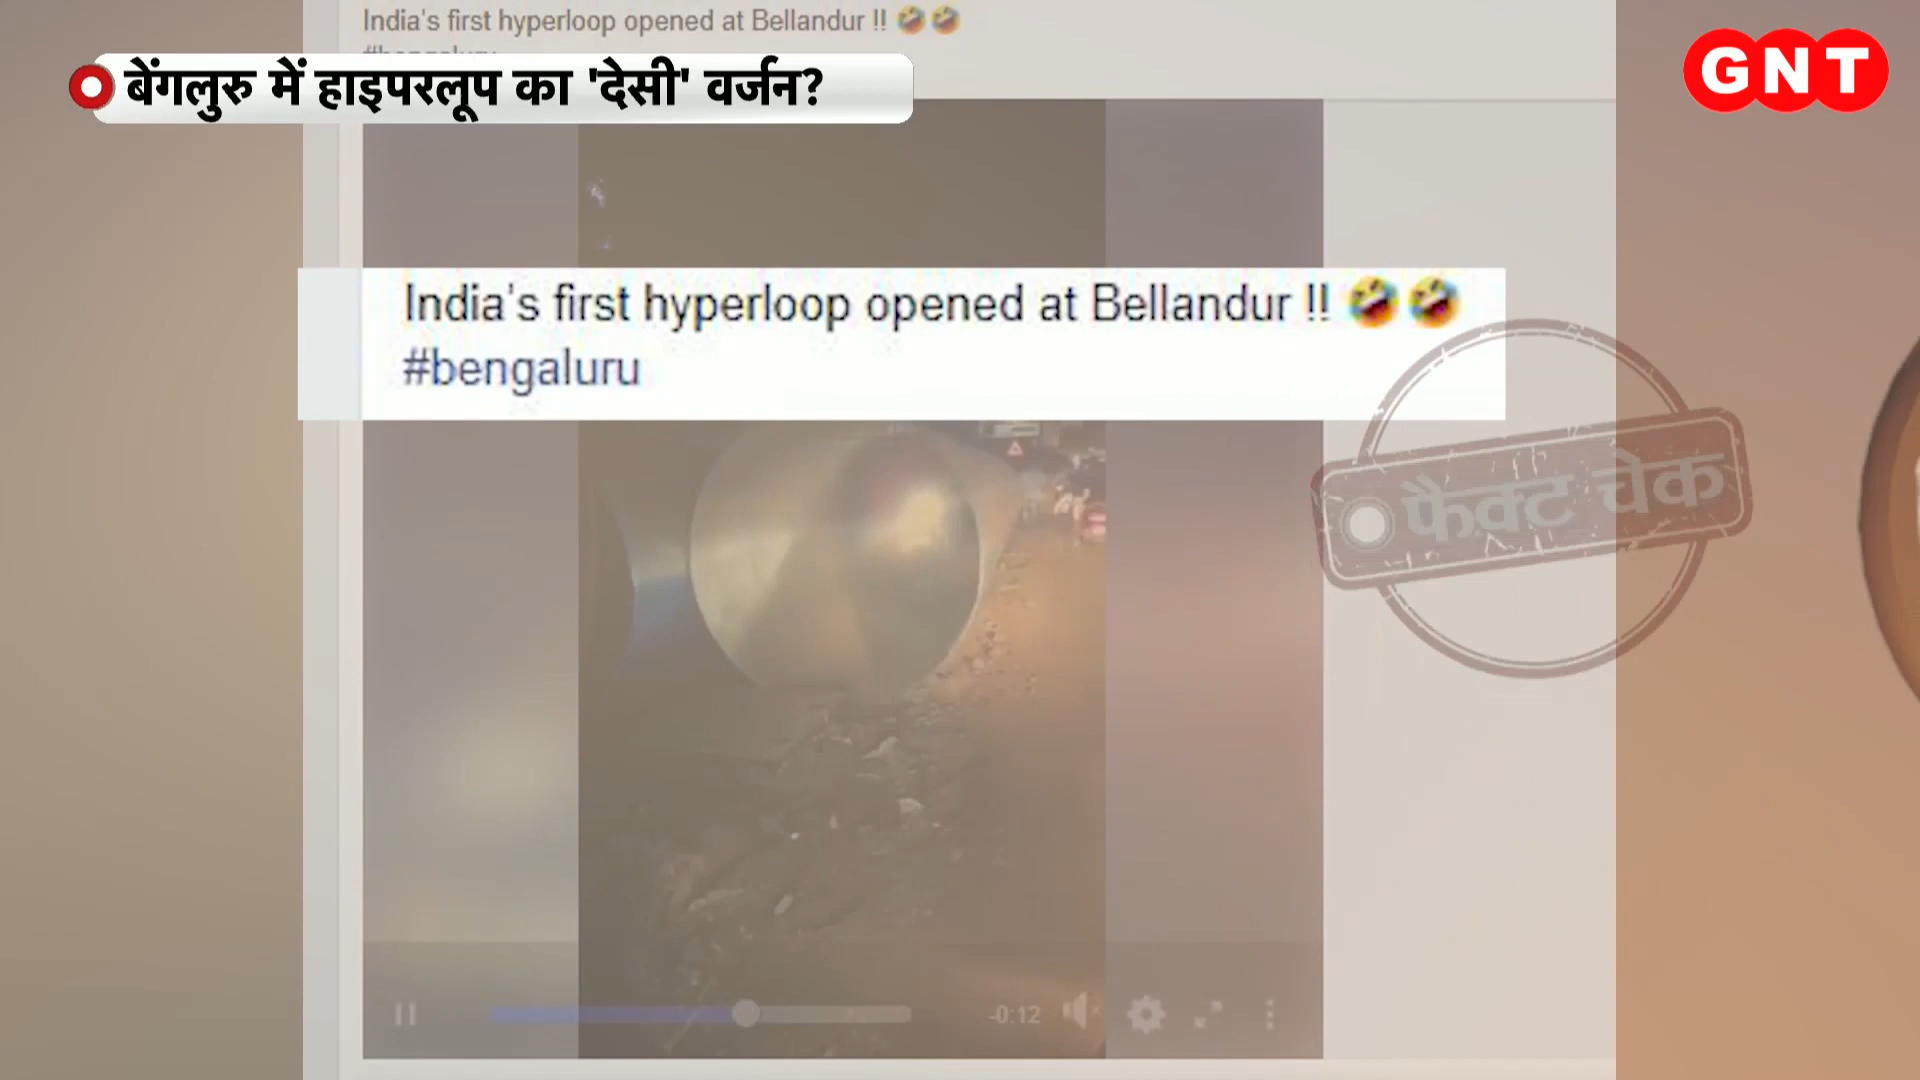 India's first hyperloop opened at Bellandur !! 🤣🤣
#bengaluru
बेंगलुरु में हाइपरलूप का 'देसी' वर्जन?
GNT
India's first hyperloop opened at Bellandur !! 🤣🤣
#bengaluru
फैक्ट चेक
-0:12